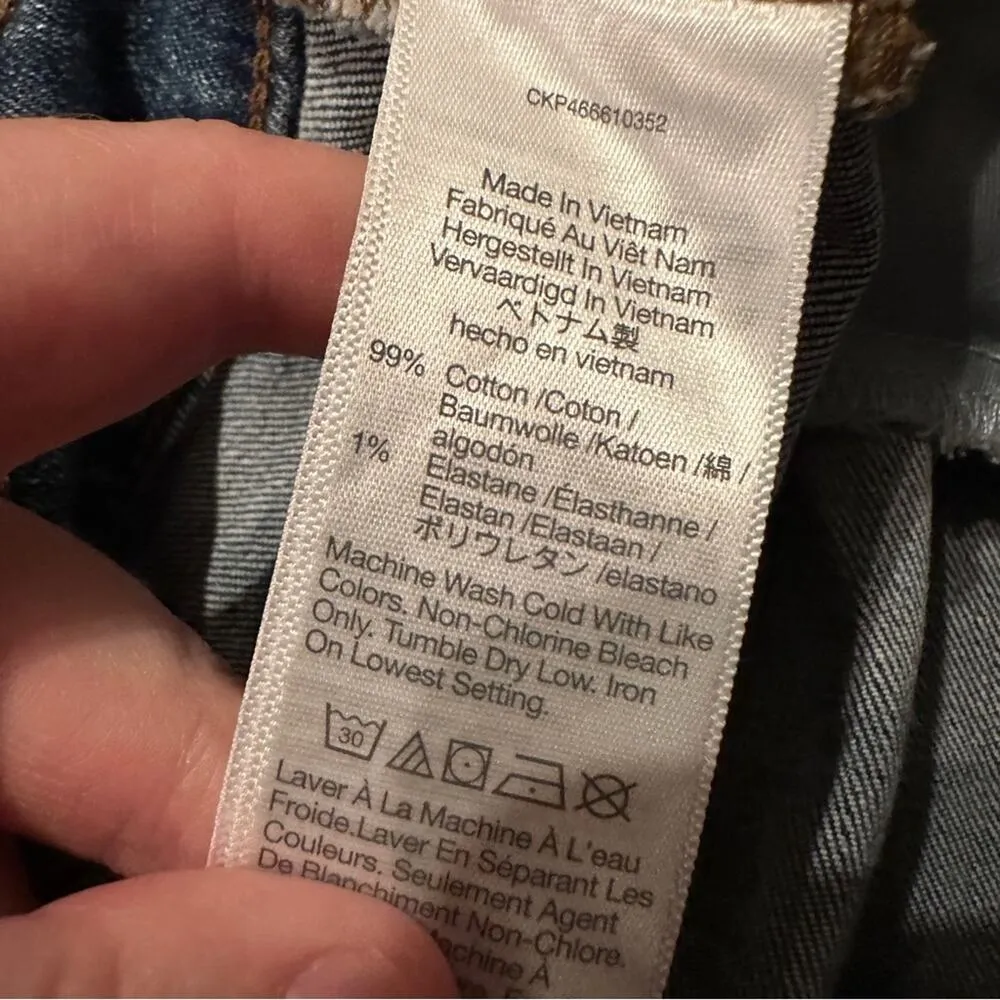 CKP466610352
Made In Vietnam
Fabriqué Au Viêt Nam
Hergestellt In Vietnam
Vervaardigd In Vietnam
ベトナム製
hecho en vietnam
99% Cotton /Coton /
Baumwolle /Katoen /綿 /
algodón
1% Elastane /Élasthanne /
Elastan /Elastaan /
ポリウレタン /elastano
Machine Wash Cold With Like
Colors. Non-Chlorine Bleach
Only. Tumble Dry Low. Iron
On Lowest Setting.
30
Laver À La Machine À L'eau
Froide.Laver En Séparant Les
Couleurs. Seulement Agent
De Blanchiment Non-Chlore.
Machine À